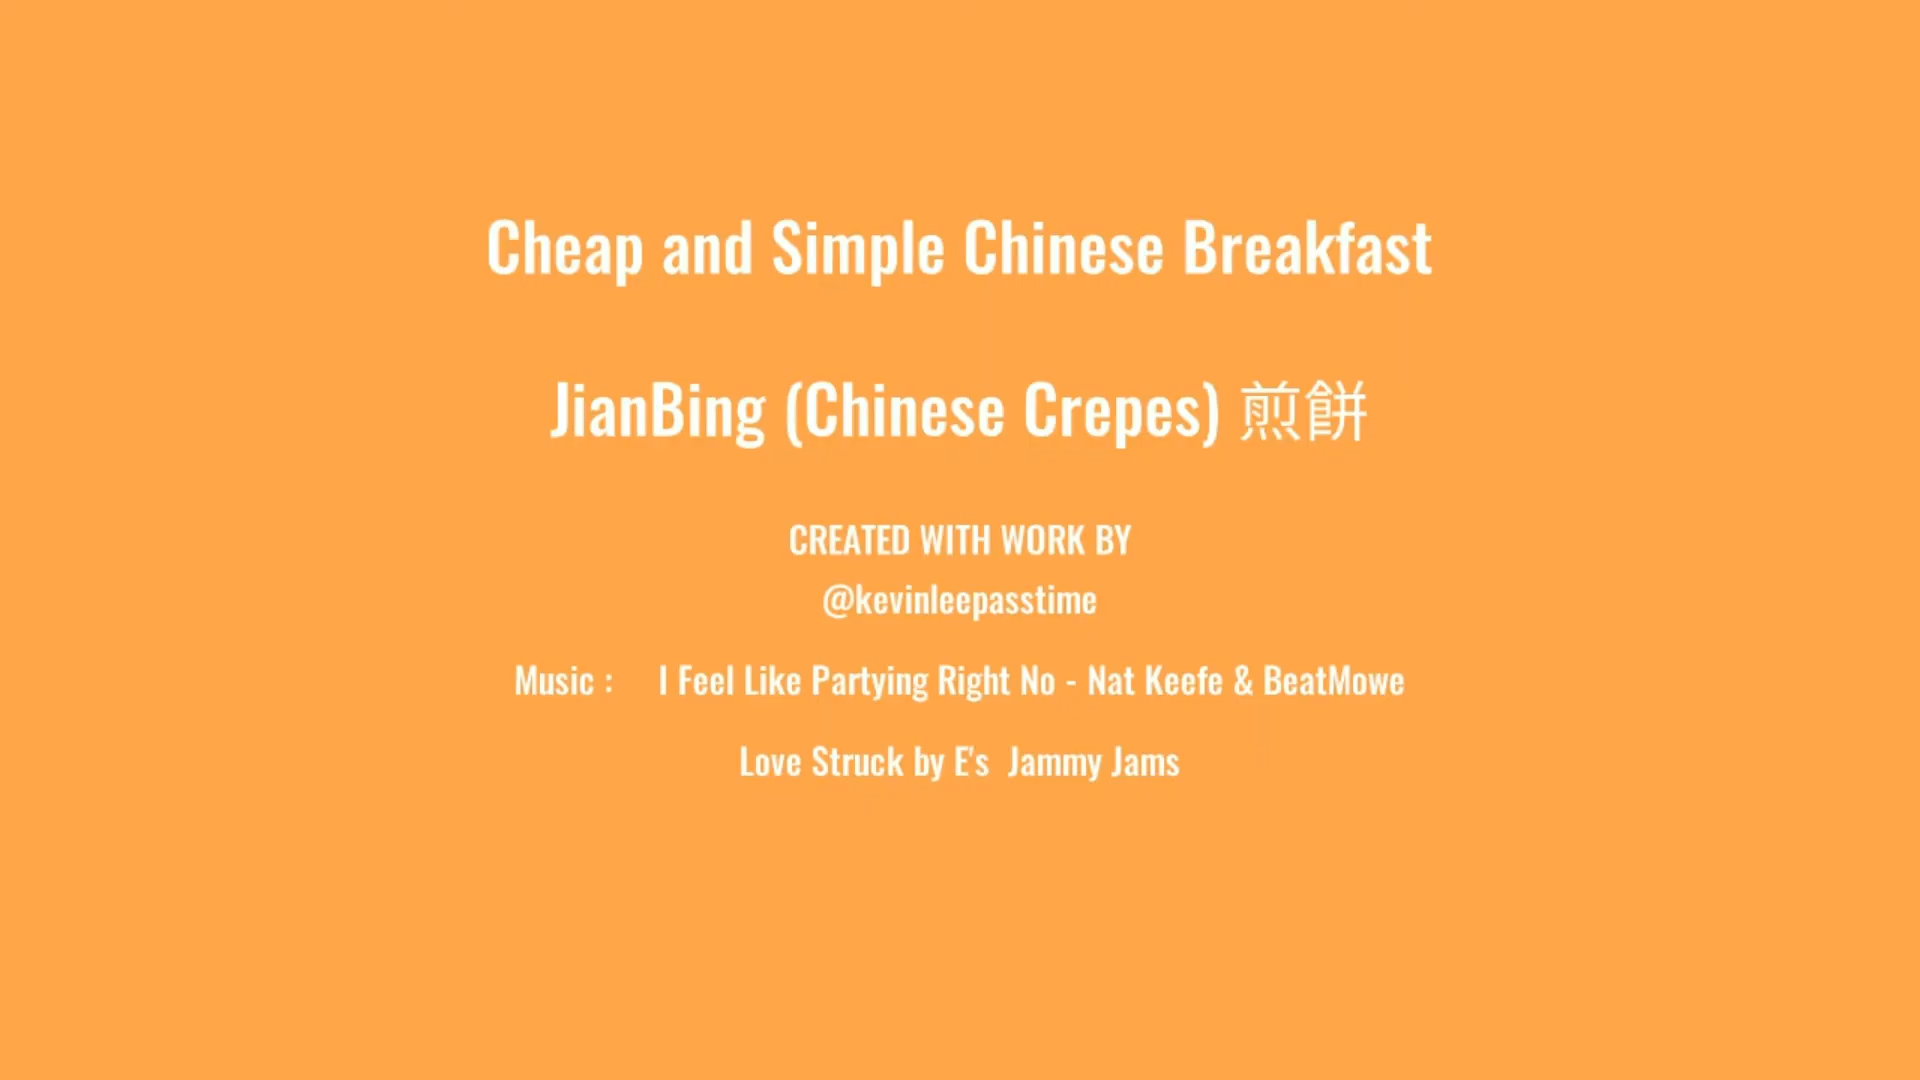 Cheap and Simple Chinese Breakfast
JianBing (Chinese Crepes) 煎餅
CREATED WITH WORK BY
@kevinleepasstime
Music : I Feel Like Partying Right No - Nat Keefe & BeatMowe
Love Struck by E's Jammy Jams